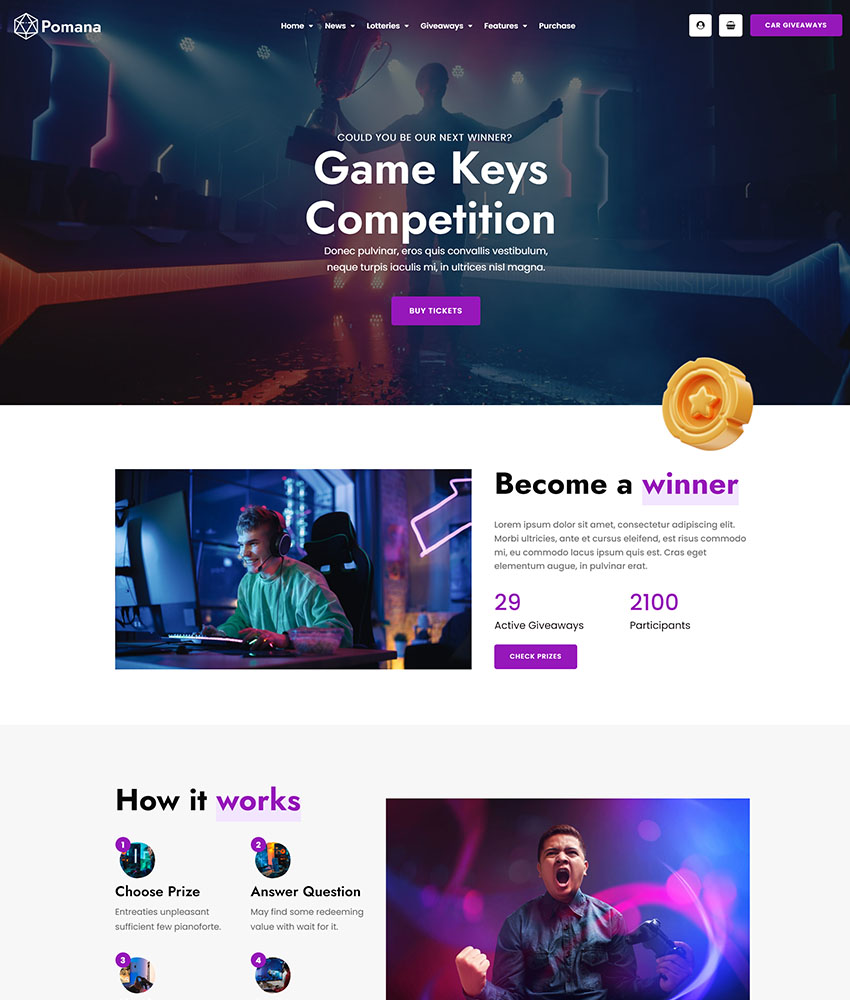 Pomana
Home News Lotteries Giveaways Features Purchase
CAR GIVEAWAYS
COULD YOU BE OUR NEXT WINNER?
Game Keys
Competition
Donec pulvinar, eros quis convallis vestibulum,
neque turpis iaculis mi, in ultrices nisl magna.
BUY TICKETS
Become a winner
Lorem ipsum dolor sit amet, consectetur adipiscing elit.
Morbi ultricies, ante et cursus eleifend, est risus commodo
mi, eu commodo lacus ipsum quis est. Cras eget
elementum augue, in pulvinar erat.
29
Active Giveaways
2100
Participants
CHECK PRIZES
How it works
1
Choose Prize
Entreaties unpleasant
sufficient few pianoforte.
2
Answer Question
May find some redeeming
value with wait for it.
3
4